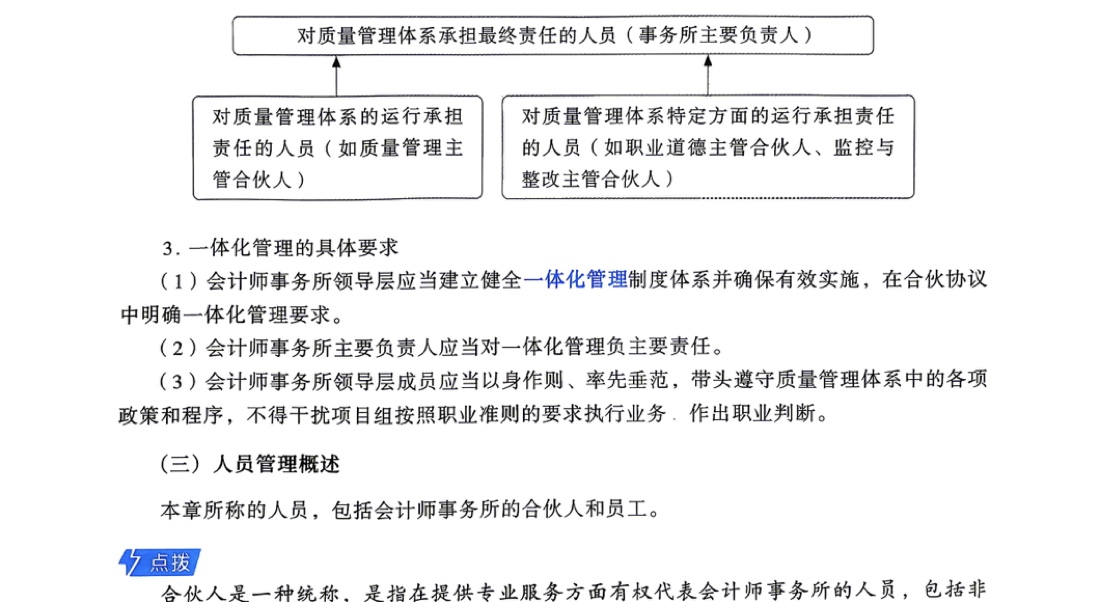 对质量管理体系承担最终责任的人员（事务所主要负责人）
对质量管理体系的运行承担
责任的人员（如质量管理主
管合伙人）
对质量管理体系特定方面的运行承担责任
的人员（如职业道德主管合伙人、监控与
整改主管合伙人）
3. 一体化管理的具体要求
（1）会计师事务所领导层应当建立健全一体化管理制度体系并确保有效实施，在合伙协议
中明确一体化管理要求。
（2）会计师事务所主要负责人应当对一体化管理负主要责任。
（3）会计师事务所领导层成员应当以身作则、率先垂范，带头遵守质量管理体系中的各项
政策和程序，不得干扰项目组按照职业准则的要求执行业务．作出职业判断。
（三）人员管理概述
本章所称的人员，包括会计师事务所的合伙人和员工。
点拨
合伙人是一种统称，是指在提供专业服务方面有权代表会计师事务所的人员，包括非